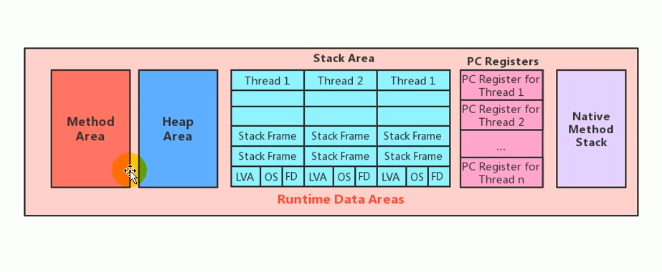 Stack Area
PC Registers
Method
Area
Heap
Area
Thread 1
Thread 2
Thread 1
Stack Frame
Stack Frame
Stack Frame
Stack Frame
Stack Frame
Stack Frame
LVA
OS
FD
LVA
OS
FD
LVA
OS
FD
PC Register for
Thread 1
PC Register for
Thread 2
...
PC Register for
Thread n
Native
Method
Stack
Runtime Data Areas